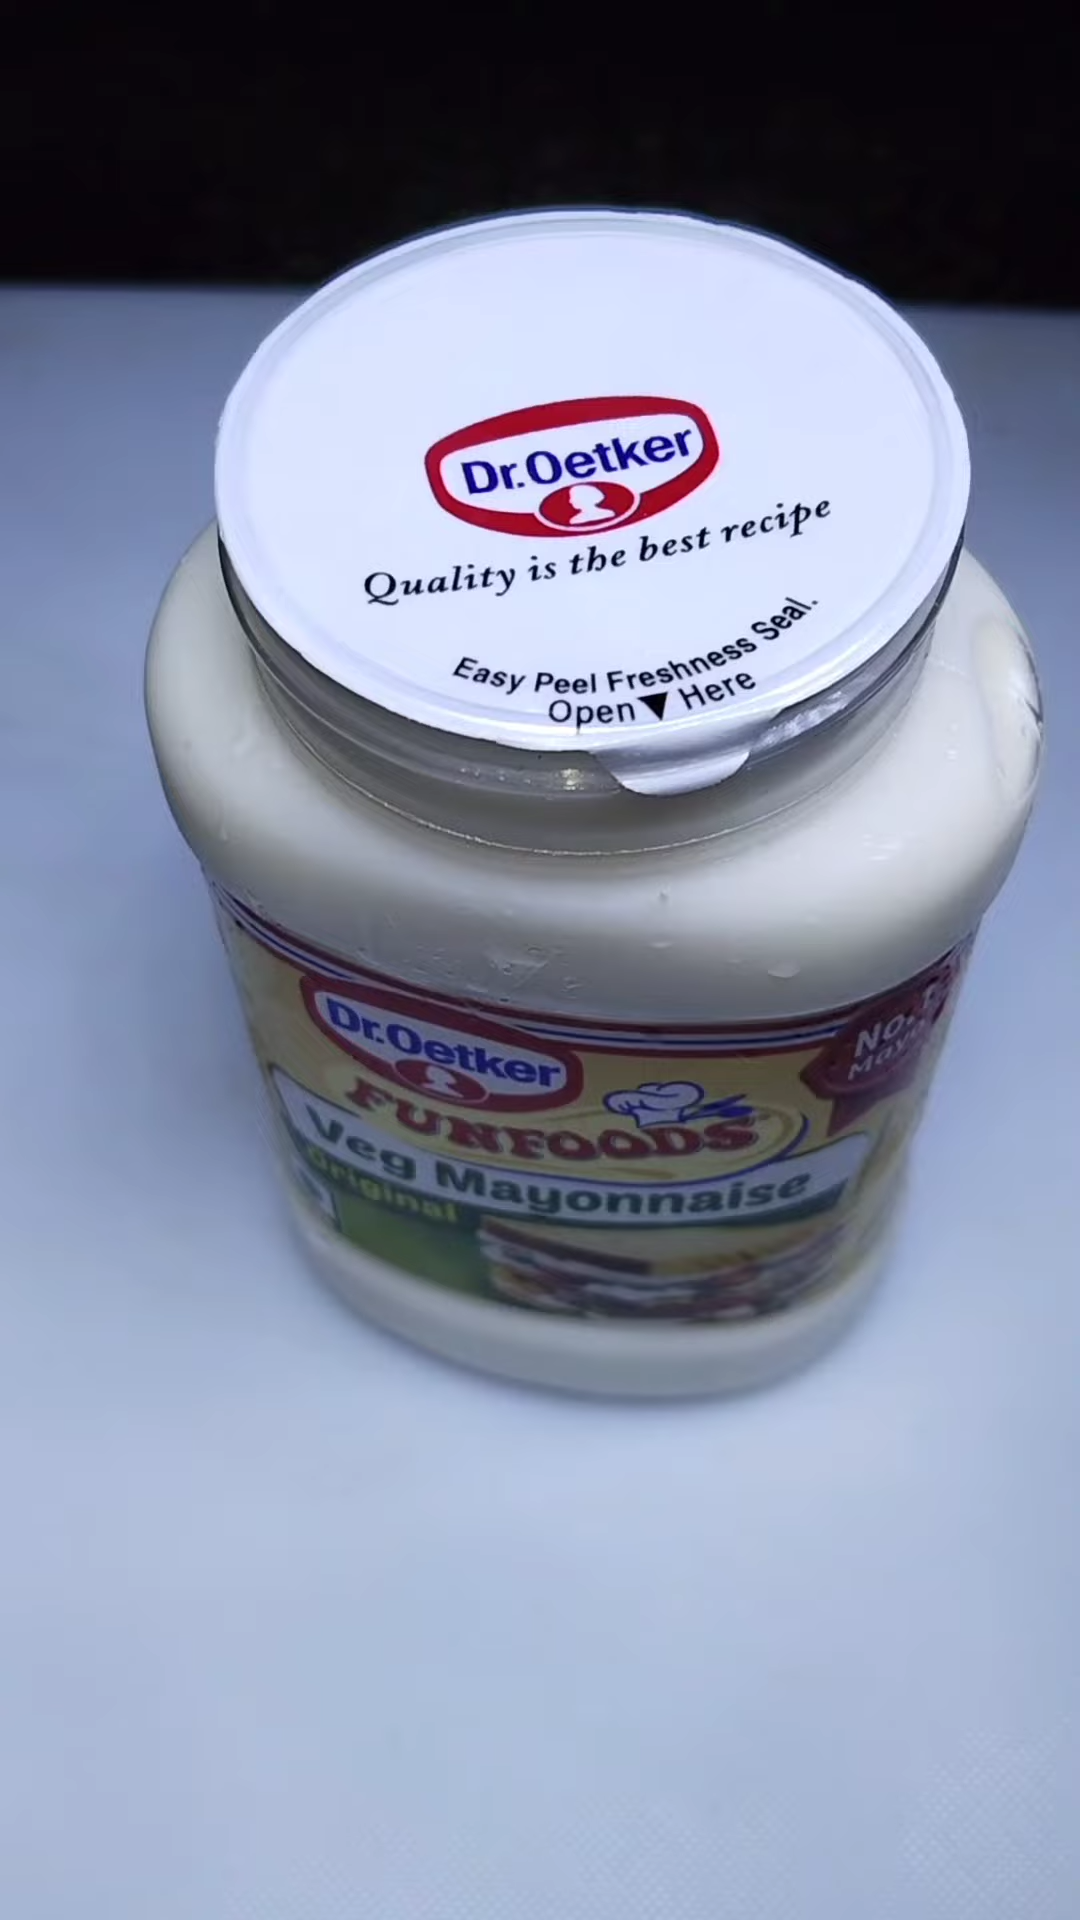 Dr.Oetker
Quality is the best recipe
Easy Peel Freshness Seal.
Open Here
Dr.Oetker
FUNFOODS
No.
Mayo
Veg Mayonnaise
Original